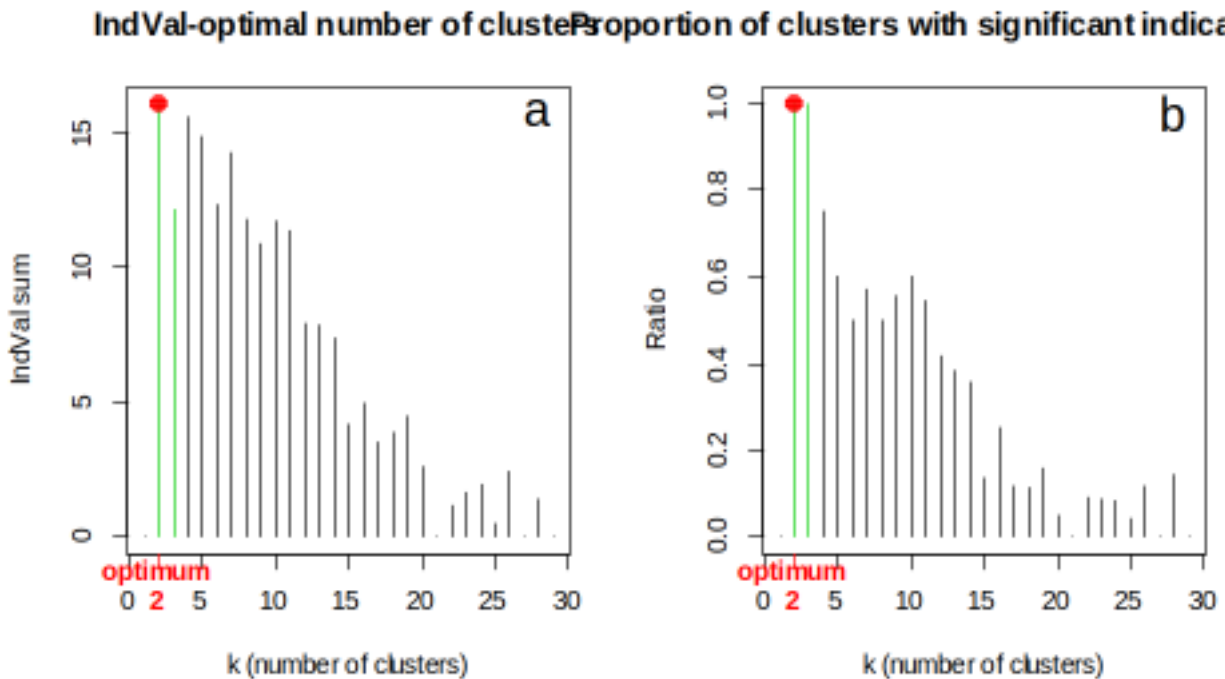 IndVal-optimal number of clusters
Proportion of clusters with significant indica
a
15
10
5
0
IndVal sum
optimum
0 2 5 10 15 20 25 30
k (number of clusters)
b
1.0
0.8
0.6
0.4
0.2
0.0
Ratio
optimum
0 2 5 10 15 20 25 30
k (number of clusters)